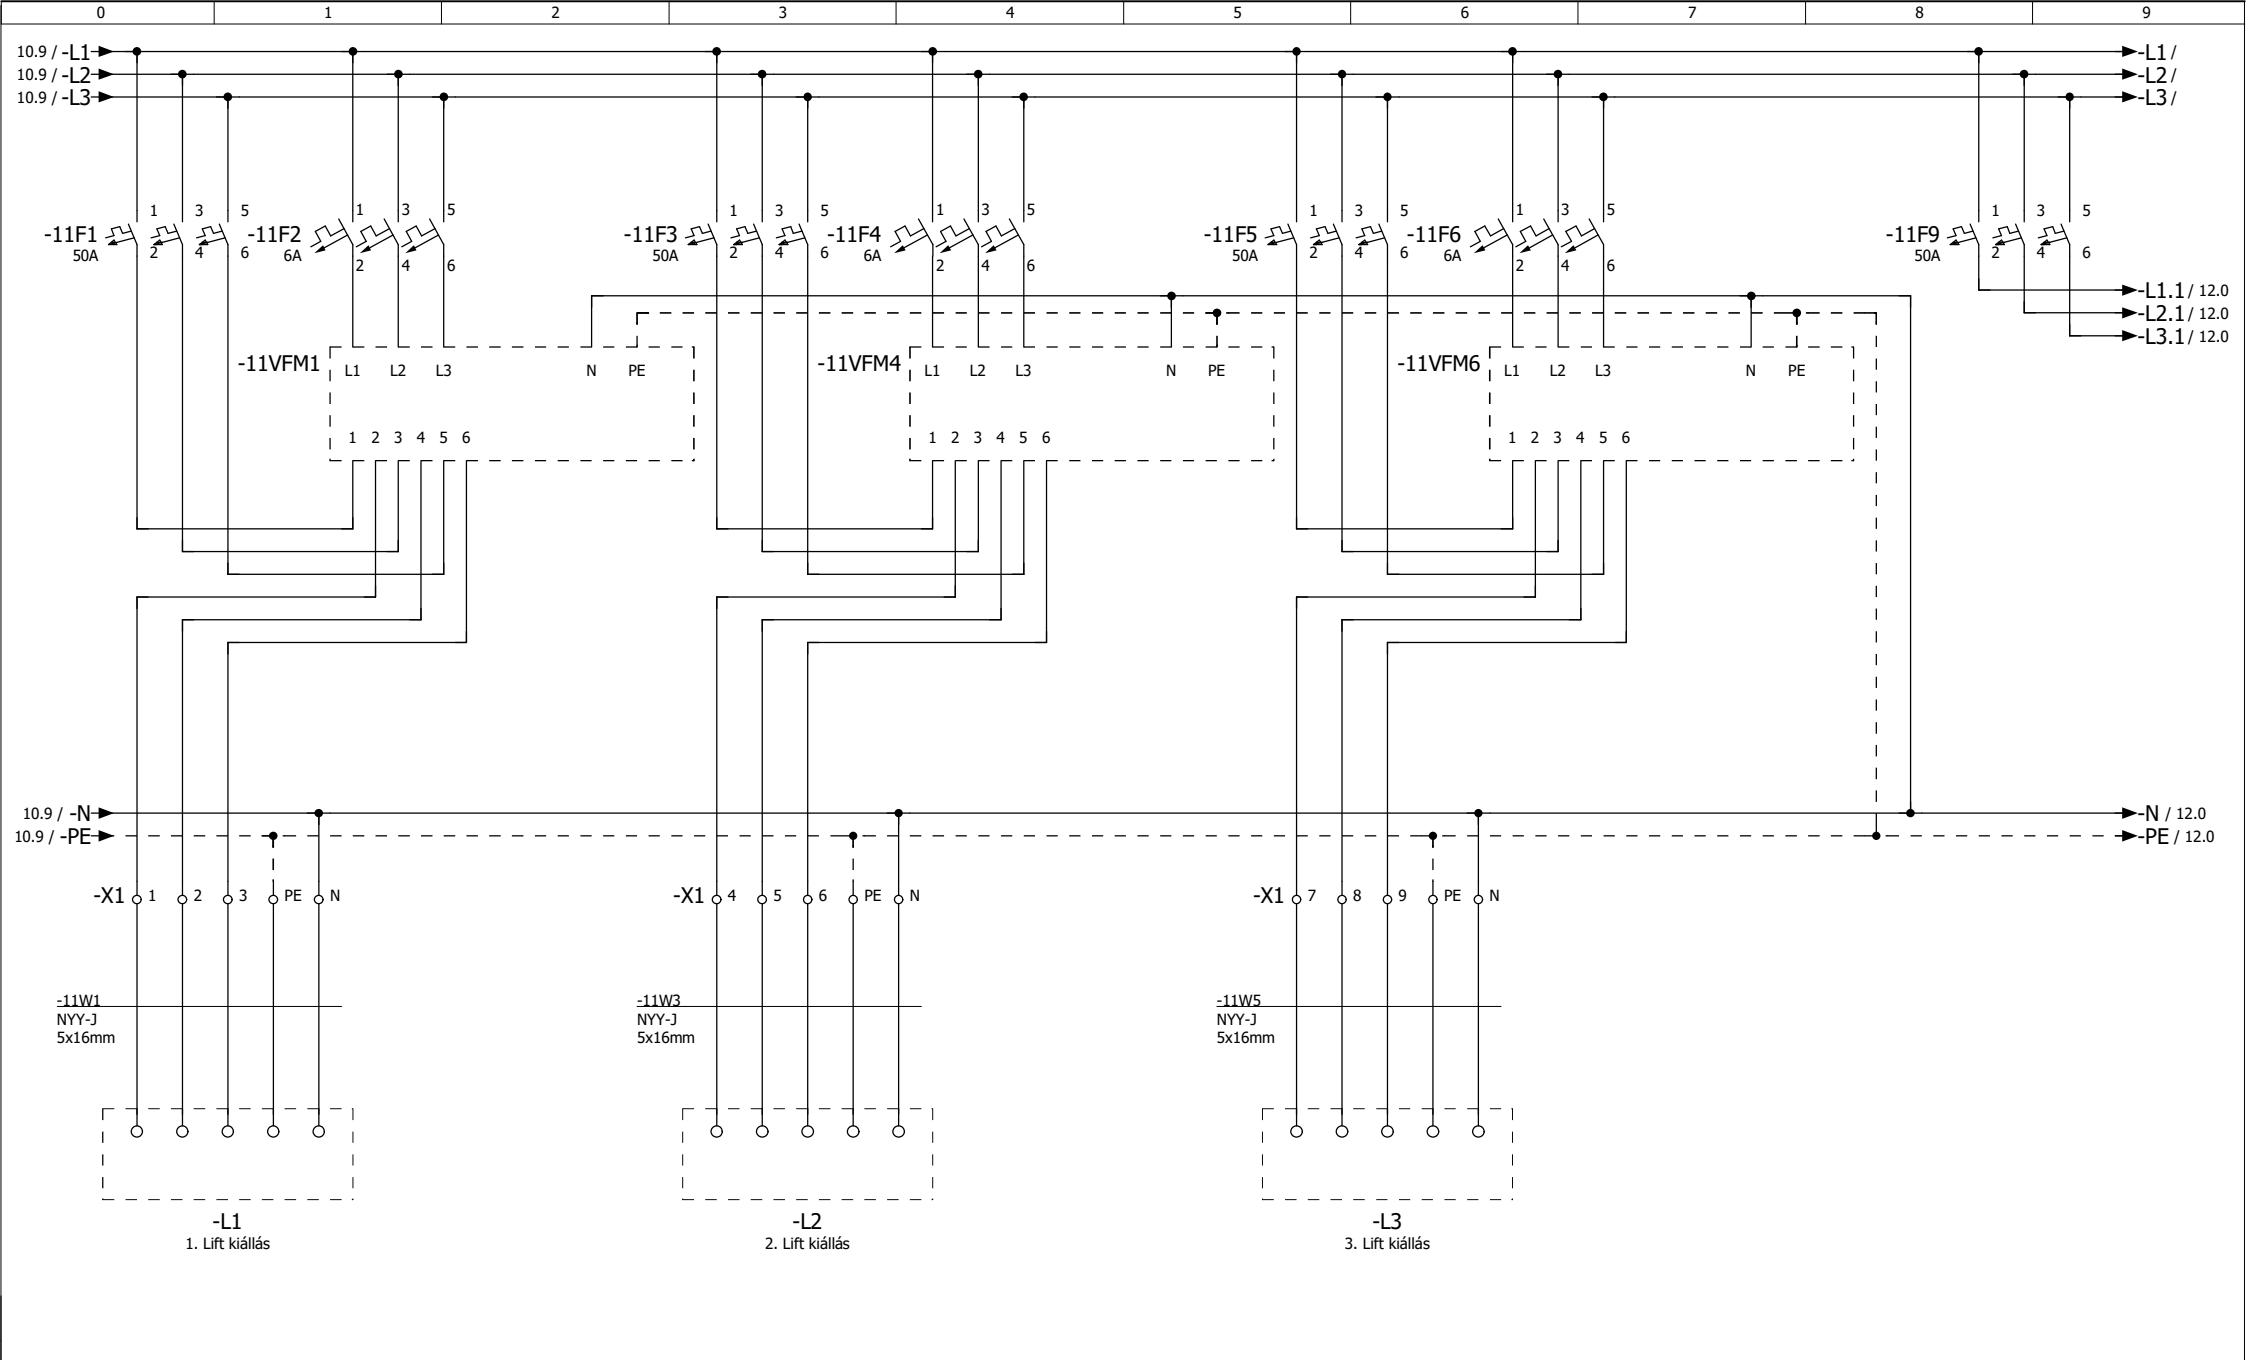 0 1 2 3 4 5 6 7 8 9
10.9 / -L1 -L1 /
10.9 / -L2 -L2 /
10.9 / -L3 -L3 /
1 3 5 1 3 5 1 3 5 1 3 5 1 3 5 1 3 5 1 3 5
-11F1 -11F2 -11F3 -11F4 -11F5 -11F6 -11F9
50A 6A 50A 6A 50A 6A 50A
2 4 6 2 4 6 2 4 6 2 4 6 2 4 6 2 4 6 2 4 6
-L1.1 / 12.0
-L2.1 / 12.0
-L3.1 / 12.0
-11VFM1 L1 L2 L3 N PE -11VFM4 L1 L2 L3 N PE -11VFM6 L1 L2 L3 N PE
1 2 3 4 5 6 1 2 3 4 5 6 1 2 3 4 5 6
10.9 / -N -N / 12.0
10.9 / -PE -PE / 12.0
-X1 1 2 3 PE N -X1 4 5 6 PE N -X1 7 8 9 PE N
-11W1 -11W3 -11W5
NYY-J NYY-J NYY-J
5x16mm 5x16mm 5x16mm
-L1 -L2 -L3
1. Lift kiállás 2. Lift kiállás 3. Lift kiállás